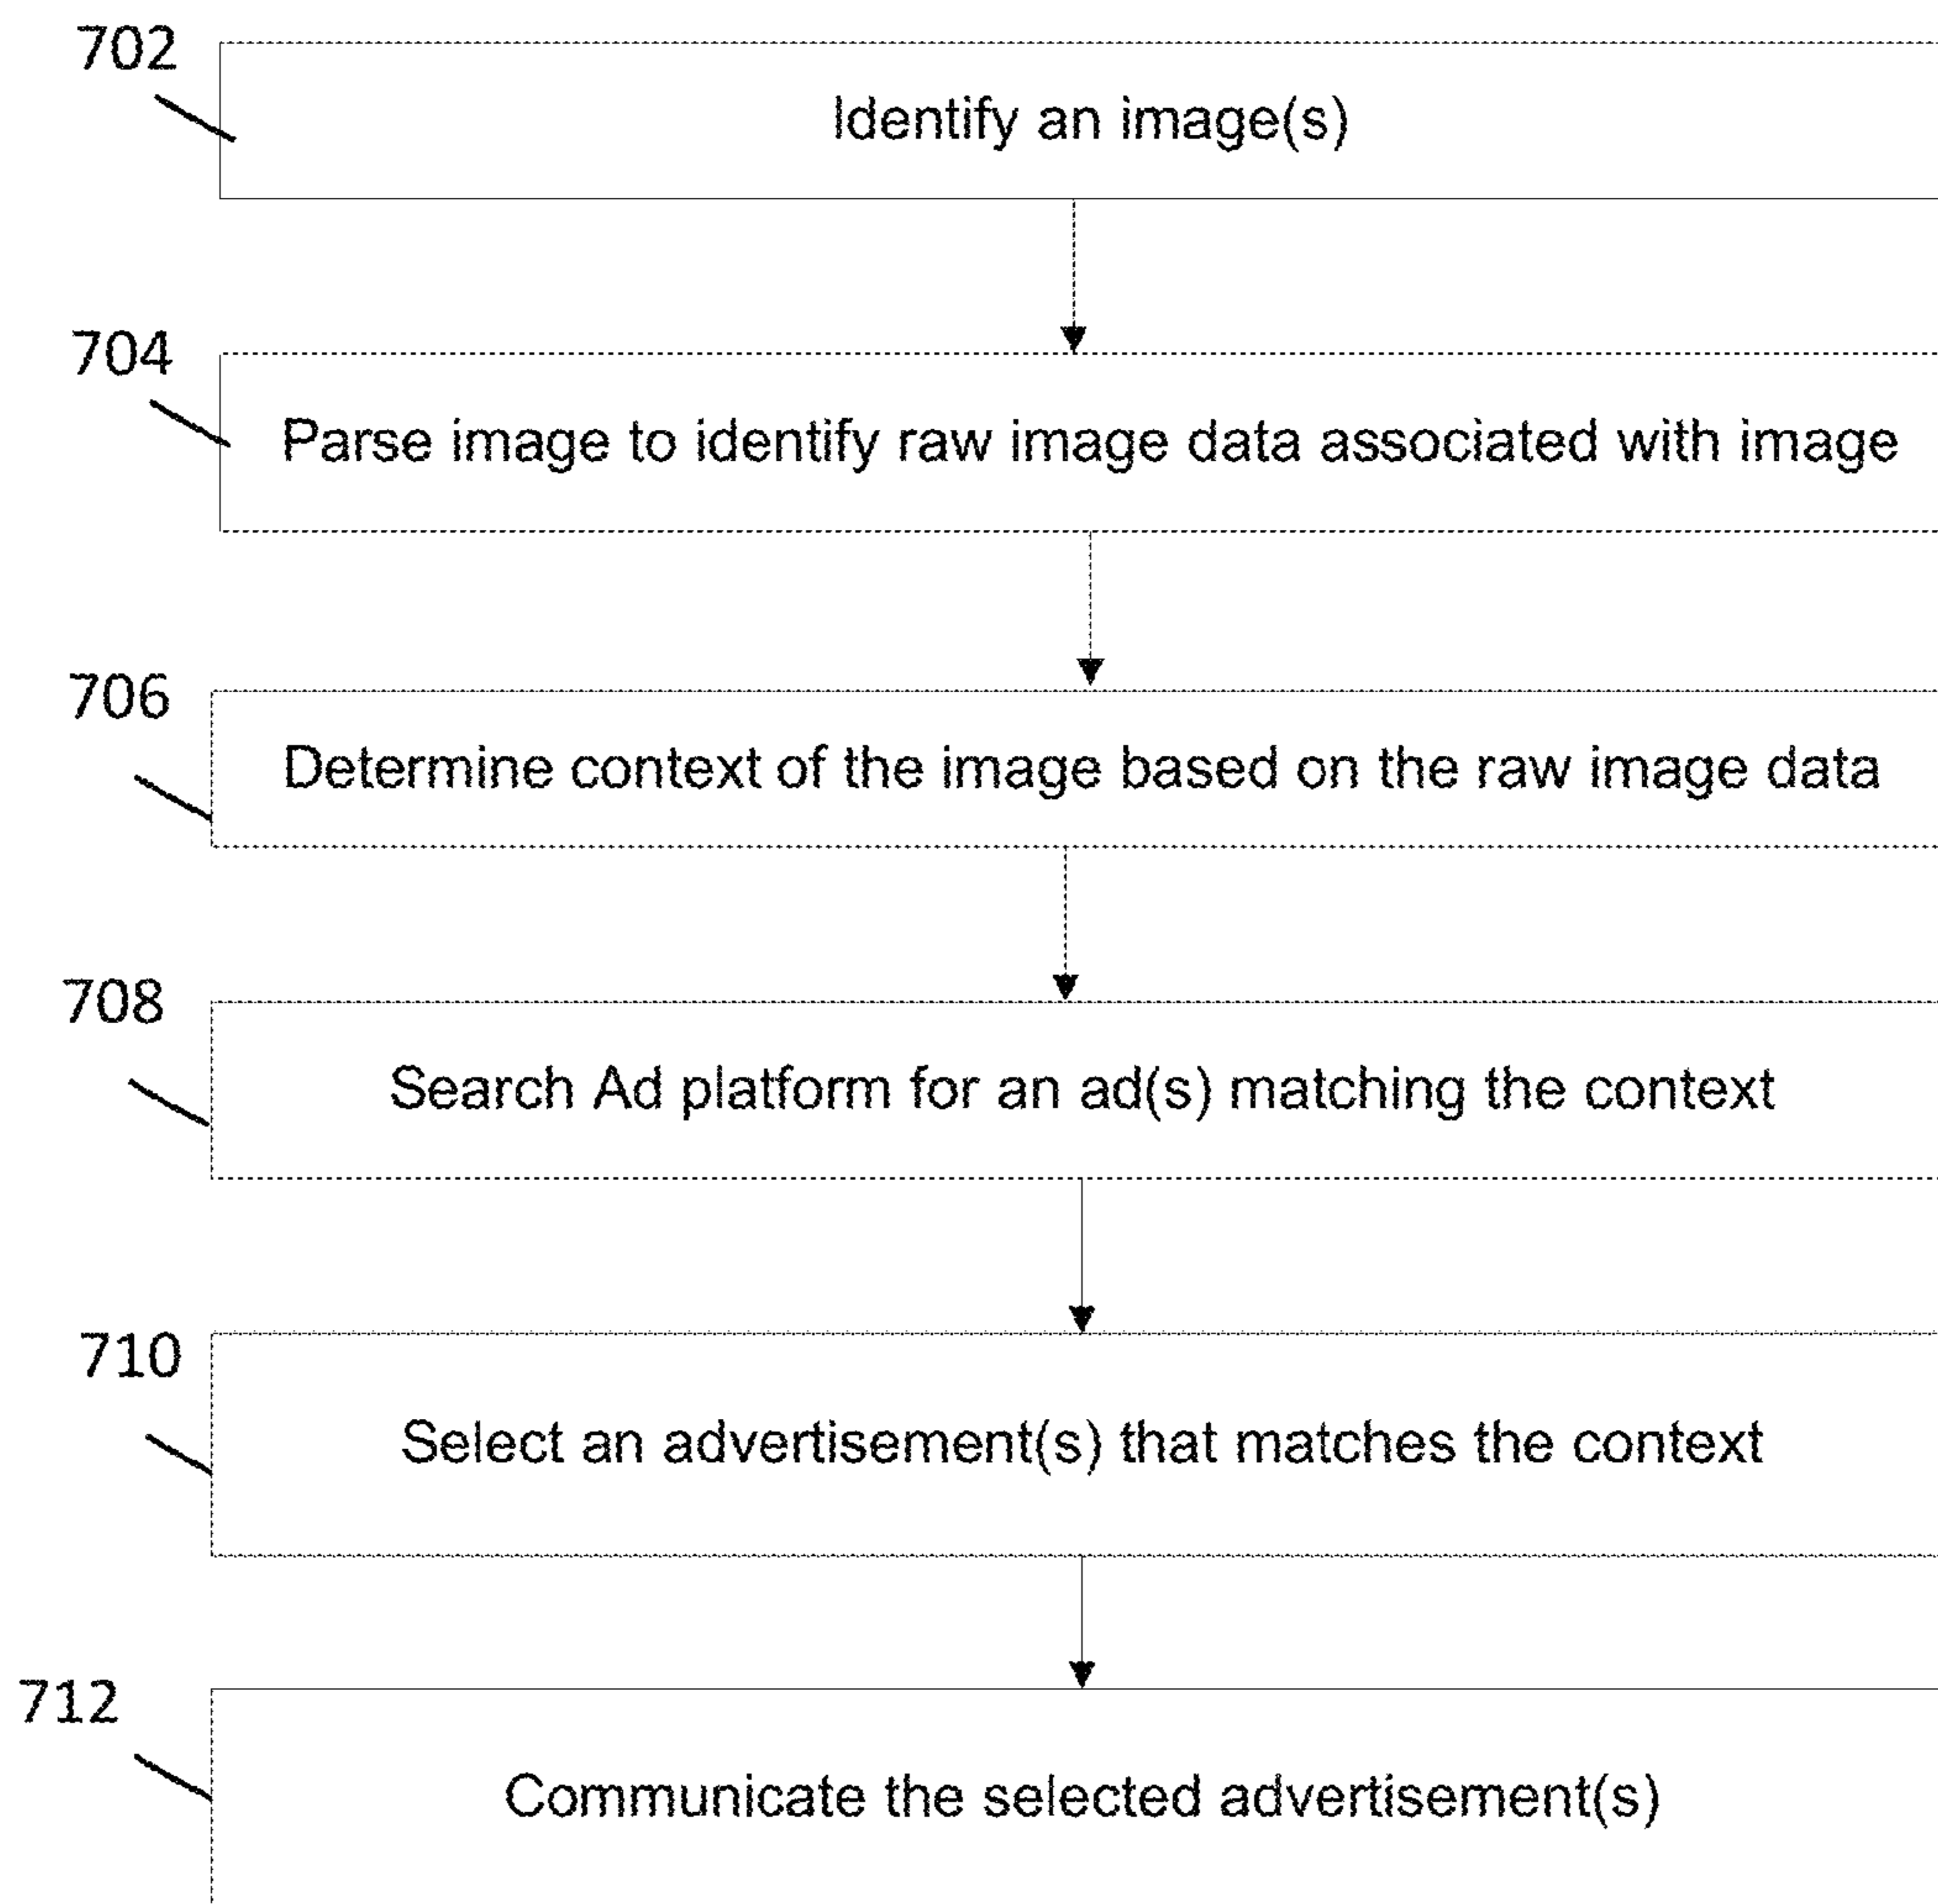 702
Identify an image(s)
704
Parse image to identify raw image data associated with image
706
Determine context of the image based on the raw image data
708
Search Ad platform for an ad(s) matching the context
710
Select an advertisement(s) that matches the context
712
Communicate the selected advertisement(s)